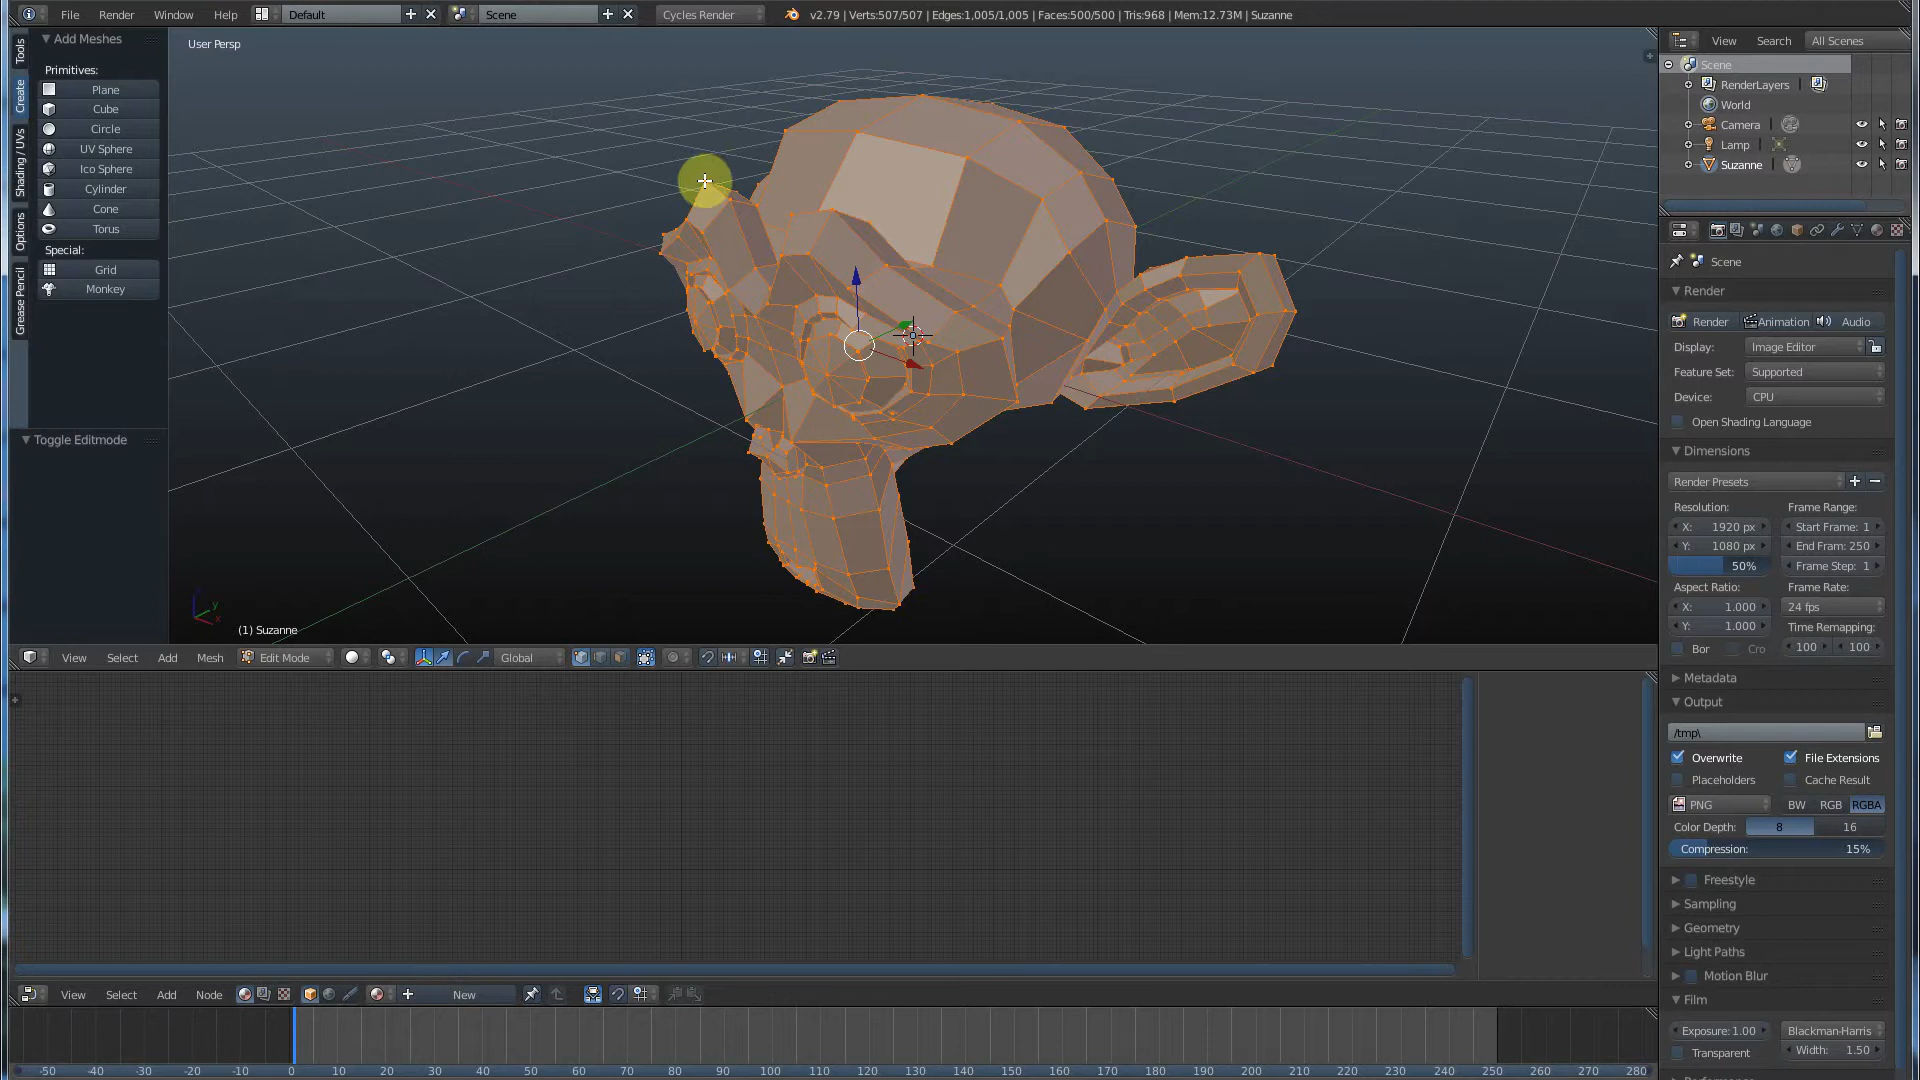 File Render Window Help Default Scene Cycles Render v2.79 | Verts:507/507 | Edges:1,005/1,005 | Faces:500/500 | Tris:968 | Mem:12.73M | Suzanne
Tools
Create
Shading / UVs
Options
Grease Pencil
Add Meshes
Primitives:
Plane
Cube
Circle
UV Sphere
Ico Sphere
Cylinder
Cone
Torus
Special:
Grid
Monkey
Toggle Editmode
User Persp
(1) Suzanne
View Select Add Mesh Edit Mode Global
View Select Add Node New
-50 -40 -30 -20 -10 0 10 20 30 40 50 60 70 80 90 100 110 120 130 140 150 160 170 180 190 200 210 220 230 240 250 260 270 280
View Search All Scenes
Scene
RenderLayers
World
Camera
Lamp
Suzanne
Scene
Render
Render Animation Audio
Display: Image Editor
Feature Set: Supported
Device: CPU
Open Shading Language
Dimensions
Render Presets
Resolution: Frame Range:
X: 1920 px Start Frame: 1
Y: 1080 px End Fram: 250
50% Frame Step: 1
Aspect Ratio: Frame Rate:
X: 1.000 24 fps
Y: 1.000 Time Remapping:
Bor Cro 100 100
Metadata
Output
/tmp\
Overwrite File Extensions
Placeholders Cache Result
PNG BW RGB RGBA
Color Depth: 8 16
Compression: 15%
Freestyle
Sampling
Geometry
Light Paths
Motion Blur
Film
Exposure: 1.00 Blackman-Harris
Transparent Width: 1.50